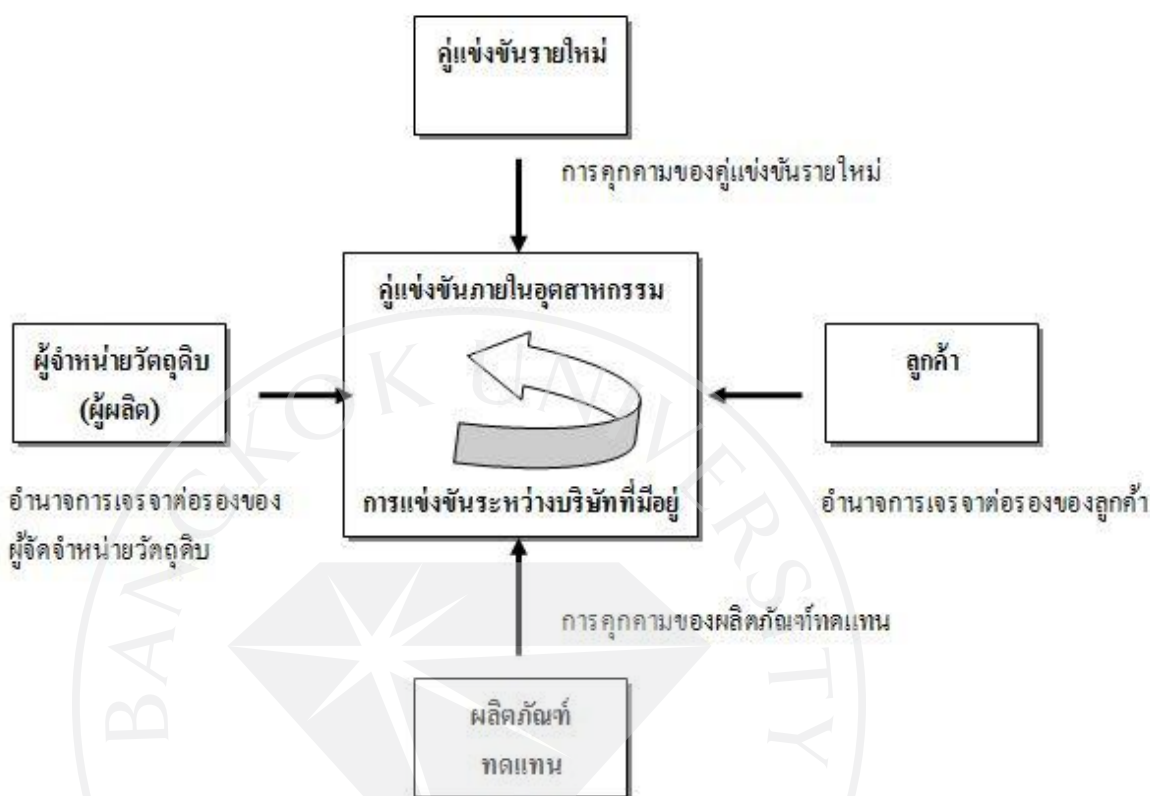 คู่แข่งขันรายใหม่
การคุกคามของคู่แข่งขันรายใหม่
คู่แข่งขันภายในอุตสาหกรรม
ผู้จำหน่ายวัตถุดิบ
(ผู้ผลิต)
ลูกค้า
อำนาจการเจรจาต่อรองของ
ผู้จัดจำหน่ายวัตถุดิบ
การแข่งขันระหว่างบริษัทที่มีอยู่
อำนาจการเจรจาต่อรองของลูกค้า
การคุกคามของผลิตภัณฑ์ทดแทน
ผลิตภัณฑ์
ทดแทน
BANGKOK UNIVERSITY